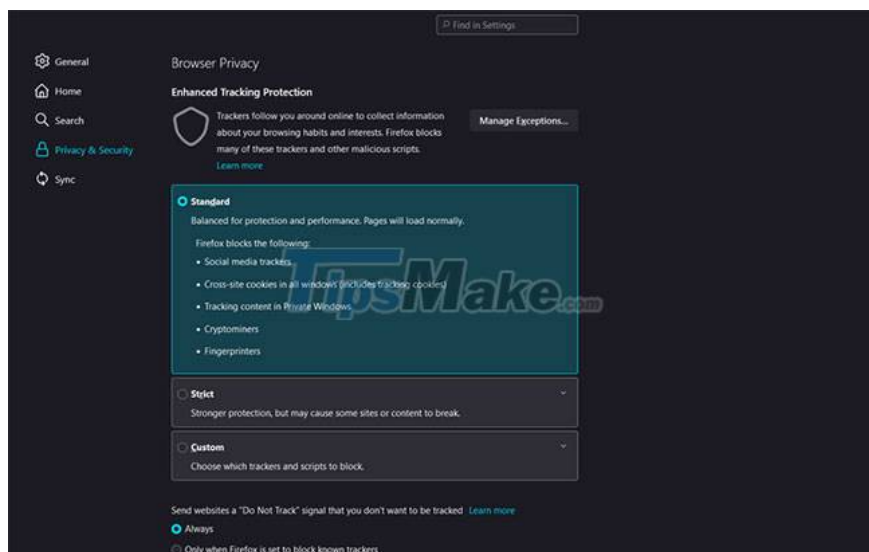 Find in Settings
General
Home
Search
Privacy & Security
Sync
Browser Privacy
Enhanced Tracking Protection
Trackers follow you around online to collect information
about your browsing habits and interests. Firefox blocks
many of these trackers and other malicious scripts.
Learn more
Manage Exceptions...
Standard
Balanced for protection and performance. Pages will load normally.
Firefox blocks the following:
• Social media trackers
• Cross-site cookies in all windows (includes tracking cookies)
• Tracking content in Private Windows
• Cryptominers
• Fingerprinters
TipsMake.com
Strict
Stronger protection, but may cause some sites or content to break.
Custom
Choose which trackers and scripts to block.
Send websites a "Do Not Track" signal that you don't want to be tracked Learn more
Always
Only when Firefox is set to block known trackers